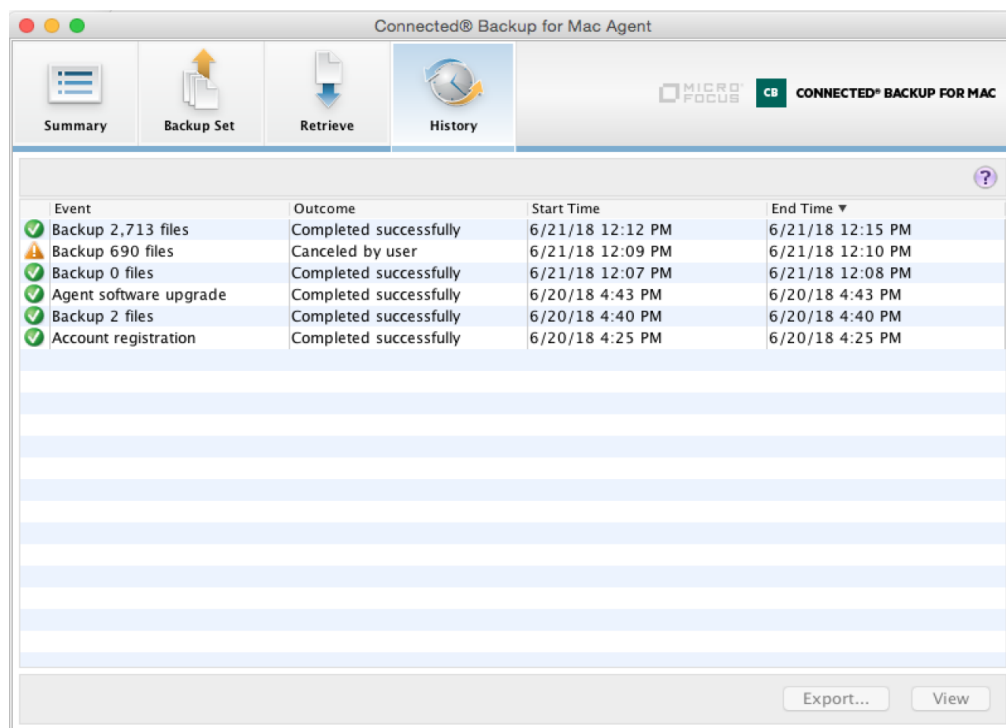 Connected® Backup for Mac Agent
Summary Backup Set Retrieve History
MICRO FOCUS CB CONNECTED® BACKUP FOR MAC
?
Event Outcome Start Time End Time ▼
Backup 2,713 files Completed successfully 6/21/18 12:12 PM 6/21/18 12:15 PM
Backup 690 files Canceled by user 6/21/18 12:09 PM 6/21/18 12:10 PM
Backup 0 files Completed successfully 6/21/18 12:07 PM 6/21/18 12:08 PM
Agent software upgrade Completed successfully 6/20/18 4:43 PM 6/20/18 4:43 PM
Backup 2 files Completed successfully 6/20/18 4:40 PM 6/20/18 4:40 PM
Account registration Completed successfully 6/20/18 4:25 PM 6/20/18 4:25 PM
Export... View